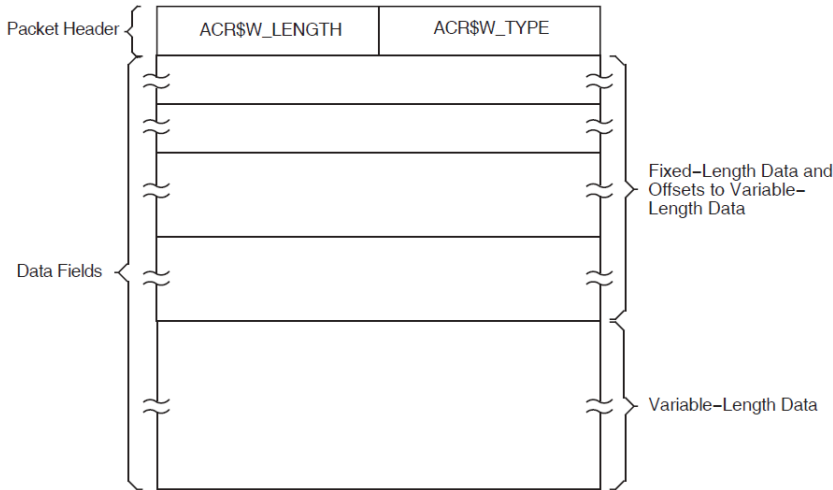 Packet Header
ACR$W_LENGTH
ACR$W_TYPE
Fixed−Length Data and
Offsets to Variable−
Length Data
Data Fields
Variable−Length Data